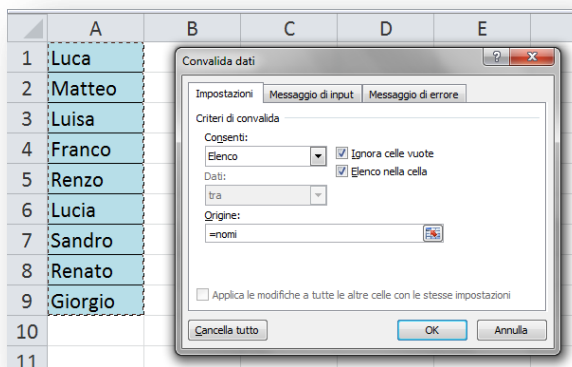 A B C D E
1 Luca
2 Matteo
3 Luisa
4 Franco
5 Renzo
6 Lucia
7 Sandro
8 Renato
9 Giorgio
10
11
Convalida dati
Impostazioni Messaggio di input Messaggio di errore
Criteri di convalida
Consenti:
Elenco Ignora celle vuote
Dati: Elenco nella cella
tra
Origine:
=nomi
Applica le modifiche a tutte le altre celle con le stesse impostazioni
Cancella tutto OK Annulla